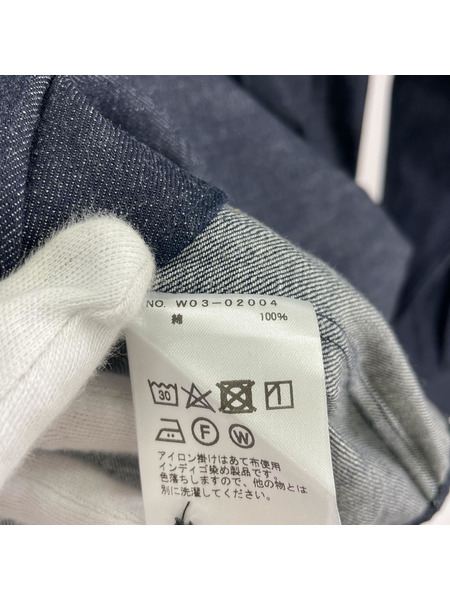 NO. W03-02004
綿 100%
30
F W
アイロン掛けはあて布使用
インディゴ染め製品です
色落ちしますので、他の物とは
別に洗濯してください。